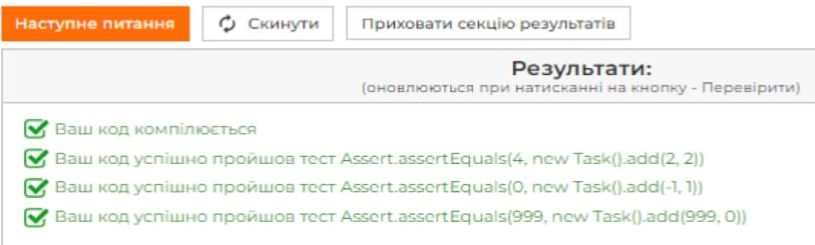 Наступне питання Скинути Приховати секцію результатів
Результати:
(оновлюються при натисканні на кнопку - Перевірити)
Ваш код компілюється
Ваш код успішно пройшов тест Assert.assertEquals(4, new Task().add(2, 2))
Ваш код успішно пройшов тест Assert.assertEquals(0, new Task().add(-1, 1))
Ваш код успішно пройшов тест Assert.assertEquals(999, new Task().add(999, 0))